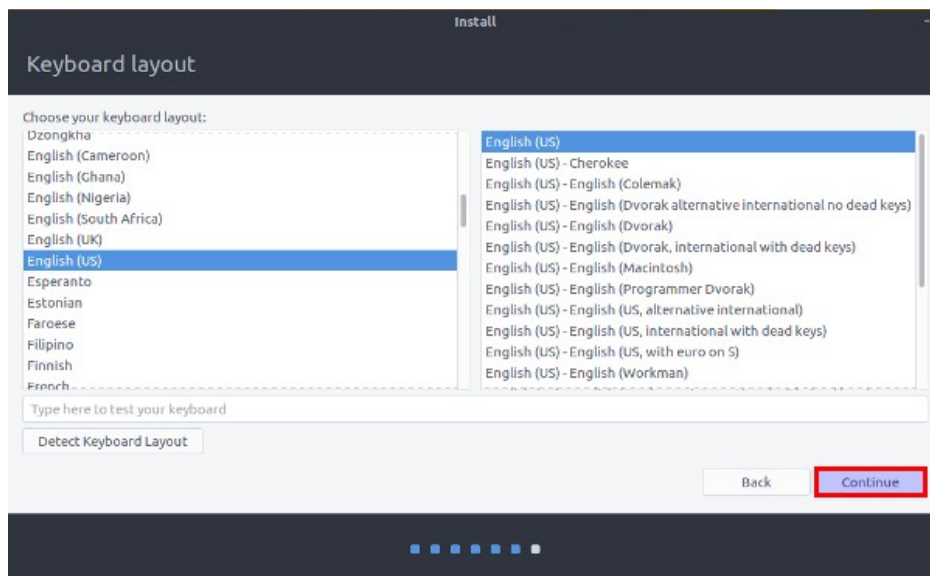 Install
Keyboard layout
Choose your keyboard layout:
Dzongkha
English (Cameroon)
English (Ghana)
English (Nigeria)
English (South Africa)
English (UK)
English (US)
Esperanto
Estonian
Faroese
Filipino
Finnish
French
English (US)
English (US) - Cherokee
English (US) - English (Colemak)
English (US) - English (Dvorak alternative international no dead keys)
English (US) - English (Dvorak)
English (US) - English (Dvorak, international with dead keys)
English (US) - English (Macintosh)
English (US) - English (Programmer Dvorak)
English (US) - English (US, alternative international)
English (US) - English (US, international with dead keys)
English (US) - English (US, with euro on 5)
English (US) - English (Workman)
Type here to test your keyboard
Detect Keyboard Layout
Back
Continue